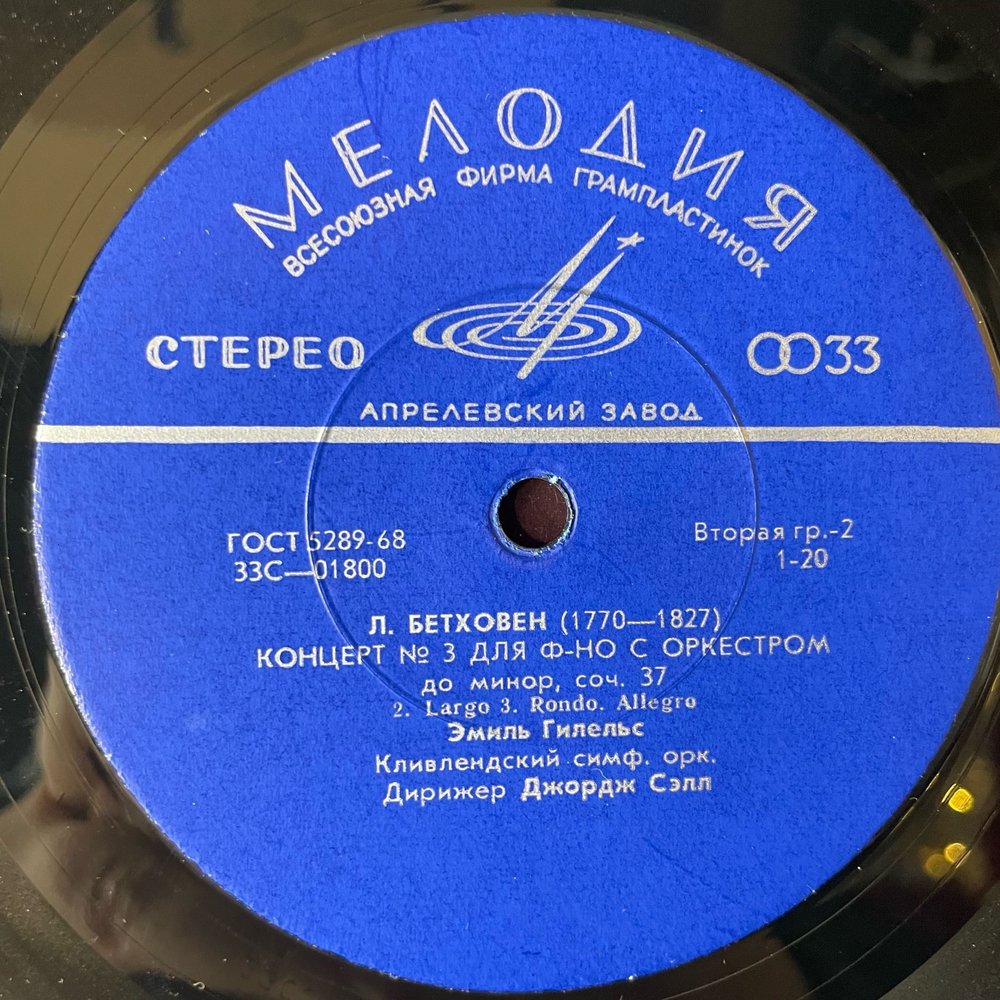 МЕЛОДИЯ
ВСЕСОЮЗНАЯ ФИРМА ГРАМПЛАСТИНОК
СТЕРЕО
33
АПРЕЛЕВСКИЙ ЗАВОД
ГОСТ 5289-68
33С—01800
Вторая гр.-2
1-20
Л. БЕТХОВЕН (1770—1827)
КОНЦЕРТ № 3 ДЛЯ Ф-НО С ОРКЕСТРОМ
до минор, соч. 37
2. Largo 3. Rondo. Allegro
Эмиль Гилельс
Кливлендский симф. орк.
Дирижер Джордж Сэлл